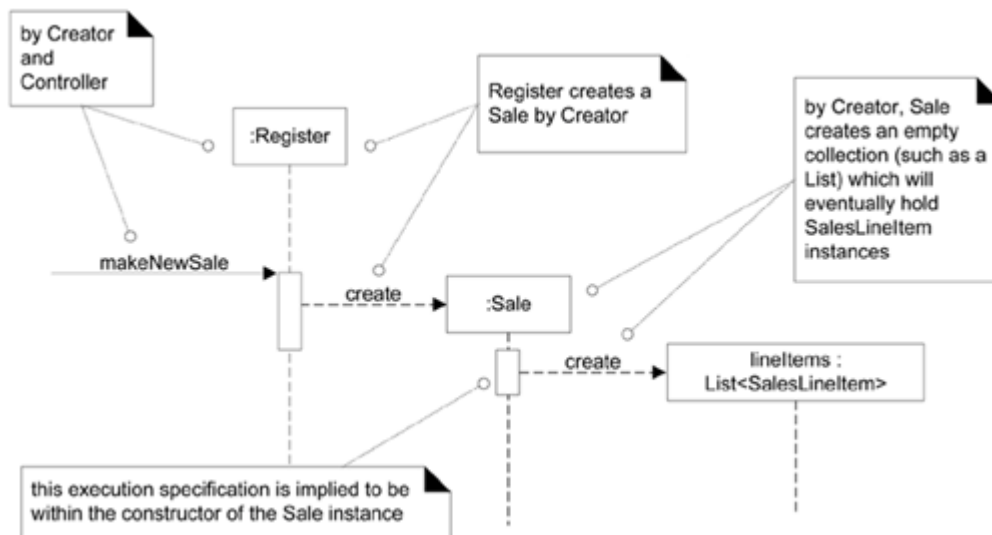 by Creator
and
Controller
:Register
Register creates a
Sale by Creator
by Creator, Sale
creates an empty
collection (such as a
List) which will
eventually hold
SalesLineItem
instances
makeNewSale
create
:Sale
create
lineItems :
List<SalesLineItem>
this execution specification is implied to be
within the constructor of the Sale instance